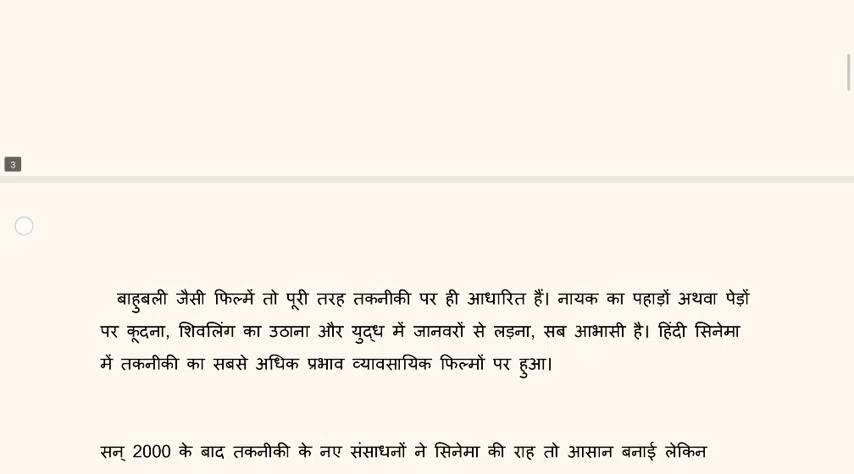 3
बाहुबली जैसी फिल्में तो पूरी तरह तकनीकी पर ही आधारित हैं। नायक का पहाड़ों अथवा पेड़ों
पर कूदना, शिवलिंग का उठाना और युद्ध में जानवरों से लड़ना, सब आभासी है। हिंदी सिनेमा
में तकनीकी का सबसे अधिक प्रभाव व्यावसायिक फिल्मों पर हुआ।
सन् 2000 के बाद तकनीकी के नए संसाधनों ने सिनेमा की राह तो आसान बनाई लेकिन